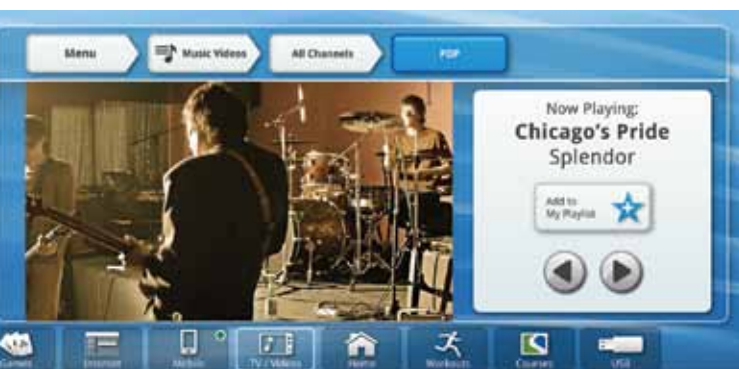 Menu
Music Videos
All Channels
POP
Now Playing:
Chicago's Pride
Splendor
Add to
My Playlist
Games
Internet
Mobile
TV / Videos
Home
Workouts
Courses
USB